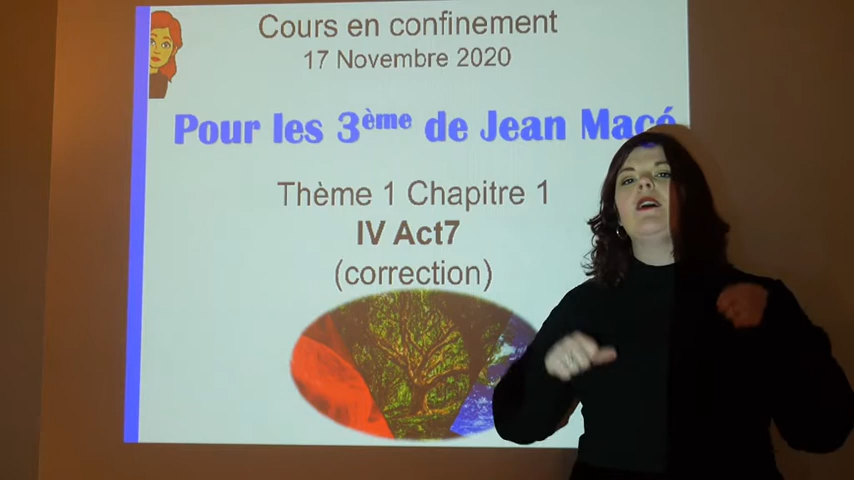 Cours en confinement
17 Novembre 2020
Pour les 3ème de Jean Macé
Thème 1 Chapitre 1
IV Act7
(correction)